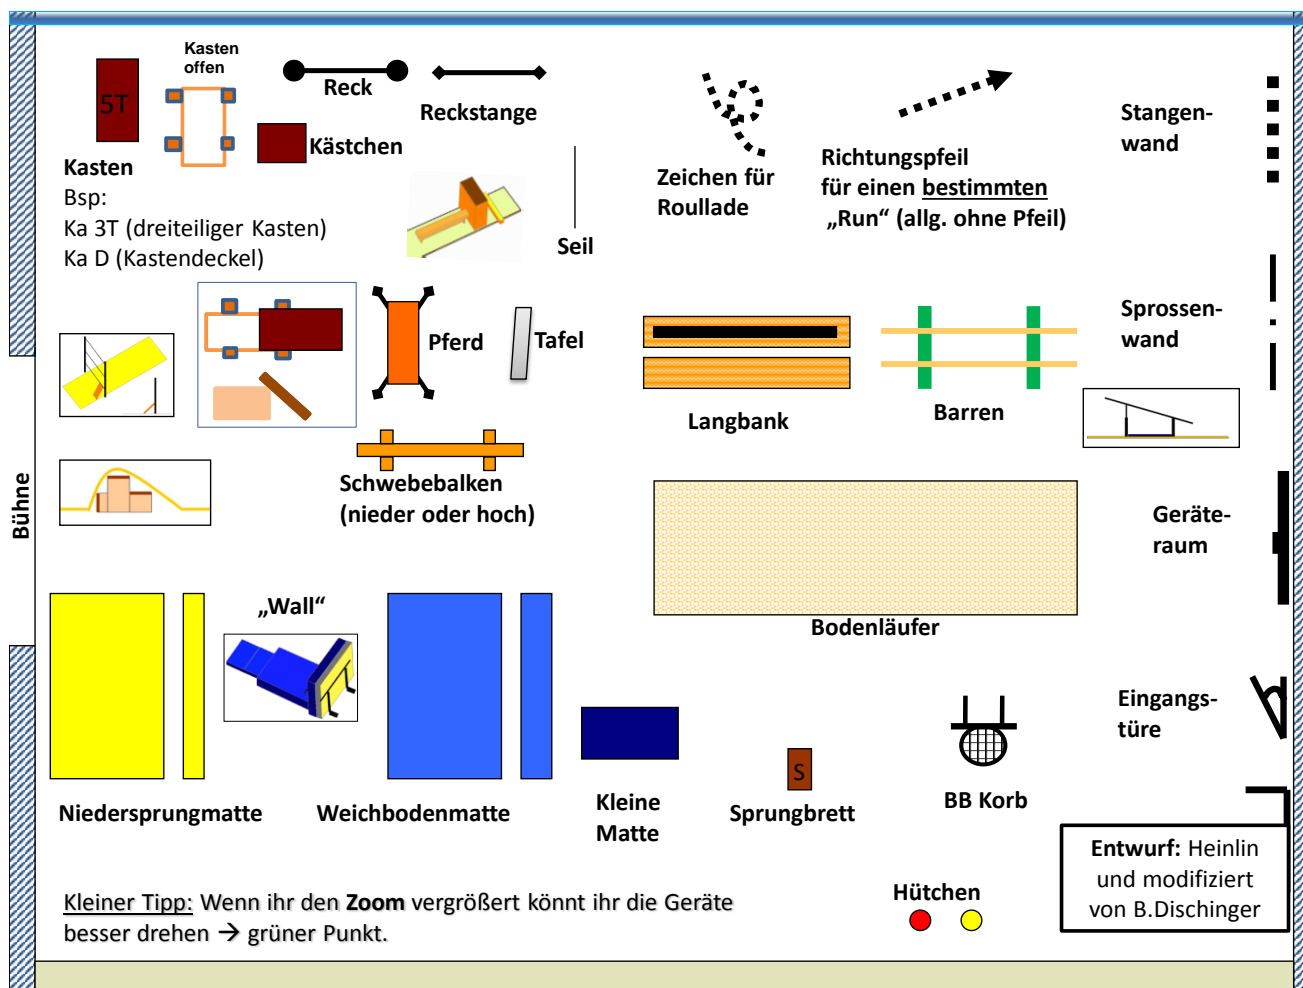 Kasten
offen
5T
Reck
Reckstange
Kästchen
Kasten
Bsp:
Ka 3T (dreiteiliger Kasten)
Ka D (Kastendeckel)
Seil
Zeichen für
Roullade
Richtungspfeil
für einen bestimmten
„Run“ (allg. ohne Pfeil)
Stangen-
wand
Pferd
Tafel
Langbank
Barren
Sprossen-
wand
Schwebebalken
(nieder oder hoch)
Bühne
Geräte-
raum
Bodenläufer
„Wall“
Niedersprungmatte
Weichbodenmatte
Kleine
Matte
S
Sprungbrett
BB Korb
Eingangs-
türe
Entwurf: Heinlin
und modifiziert
von B.Dischinger
Hütchen
Kleiner Tipp: Wenn ihr den Zoom vergrößert könnt ihr die Geräte
besser drehen → grüner Punkt.